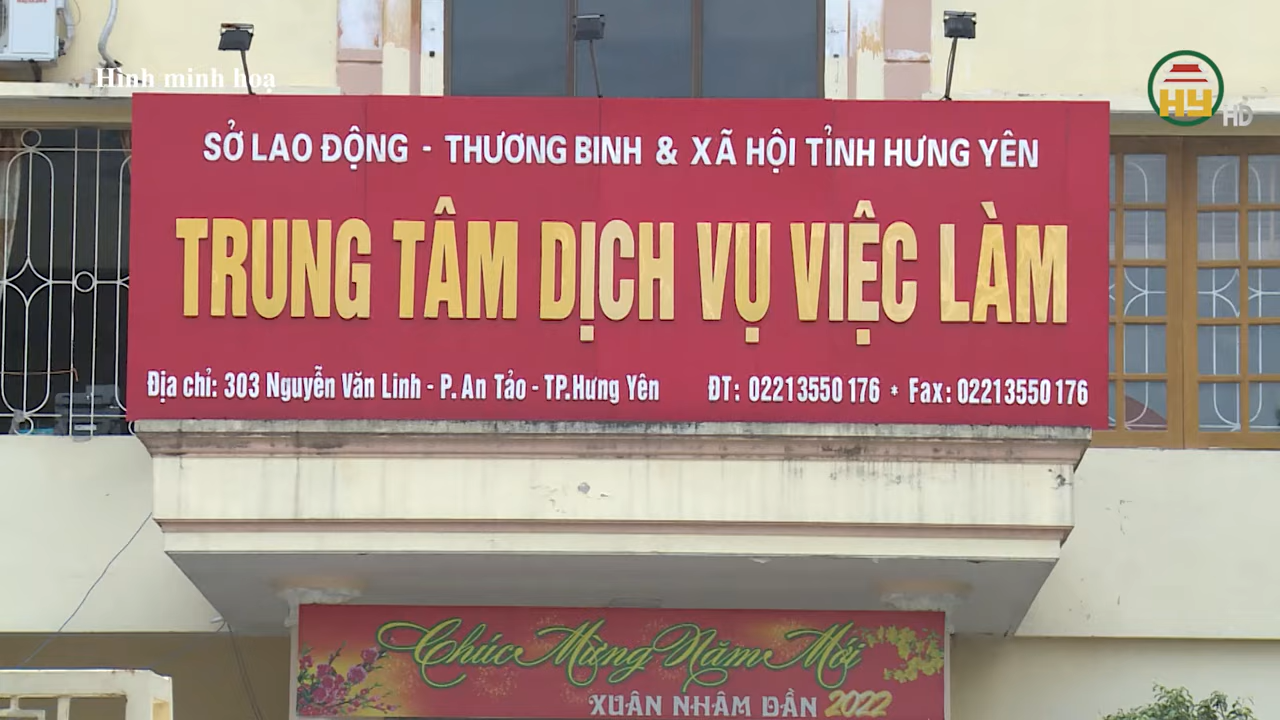 Hình minh hoạ
HY HD
SỞ LAO ĐỘNG - THƯƠNG BINH & XÃ HỘI TỈNH HƯNG YÊN
TRUNG TÂM DỊCH VỤ VIỆC LÀM
Địa chỉ: 303 Nguyễn Văn Linh - P. An Tảo - TP.Hưng Yên ĐT: 02213550 176 * Fax: 02213550 176
Chúc Mừng Năm Mới
XUÂN NHÂM DẦN 2022